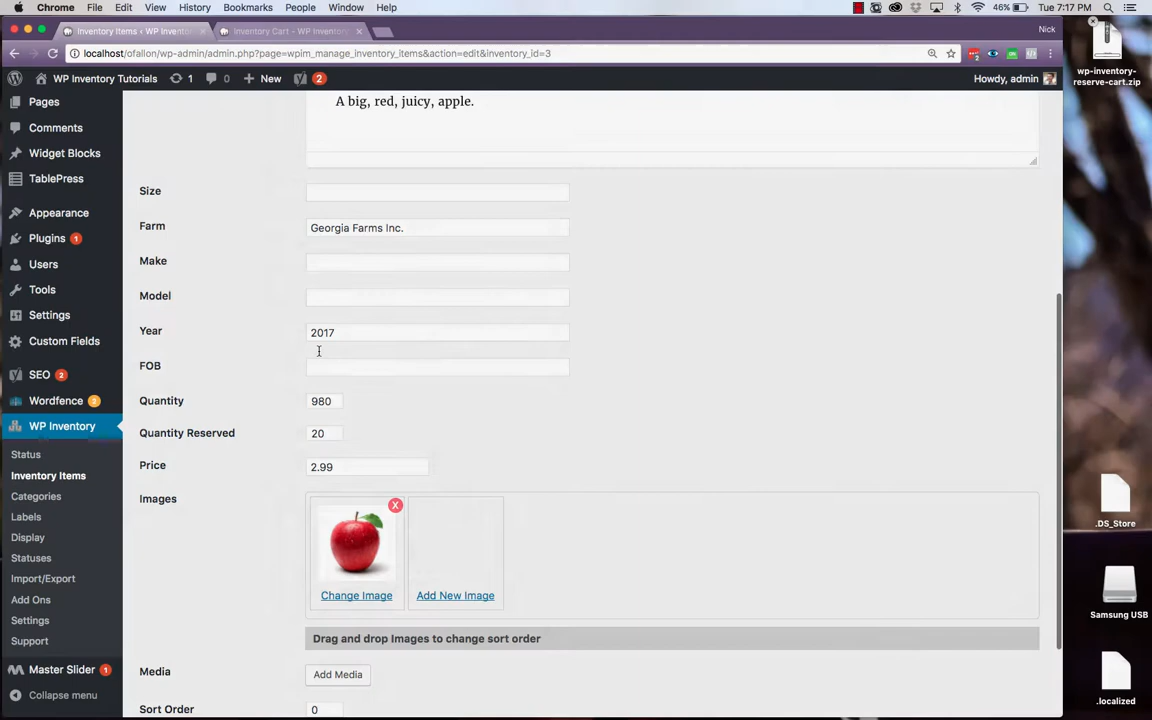 Chrome File Edit View History Bookmarks People Window Help 46% Tue 7:17 PM
Inventory Items ‹ WP Inventor × Inventory Cart - WP Inventory × Nick
localhost/ofallon/wp-admin/admin.php?page=wpim_manage_inventory_items&action=edit&inventory_id=3
WP Inventory Tutorials 1 0 + New 2 Howdy, admin
wp-inventory-
reserve-cart.zip
Pages
Comments
Widget Blocks
TablePress
Appearance
Plugins 1
Users
Tools
Settings
Custom Fields
SEO 2
Wordfence 2
WP Inventory
Status
Inventory Items
Categories
Labels
Display
Statuses
Import/Export
Add Ons
Settings
Support
Master Slider 1
Collapse menu
A big, red, juicy, apple.
Size
Farm Georgia Farms Inc.
Make
Model
Year 2017
FOB
Quantity 980
Quantity Reserved 20
Price 2.99
Images
X
Change Image Add New Image
Drag and drop Images to change sort order
Media Add Media
Sort Order 0
.DS_Store
Samsung USB
.localized